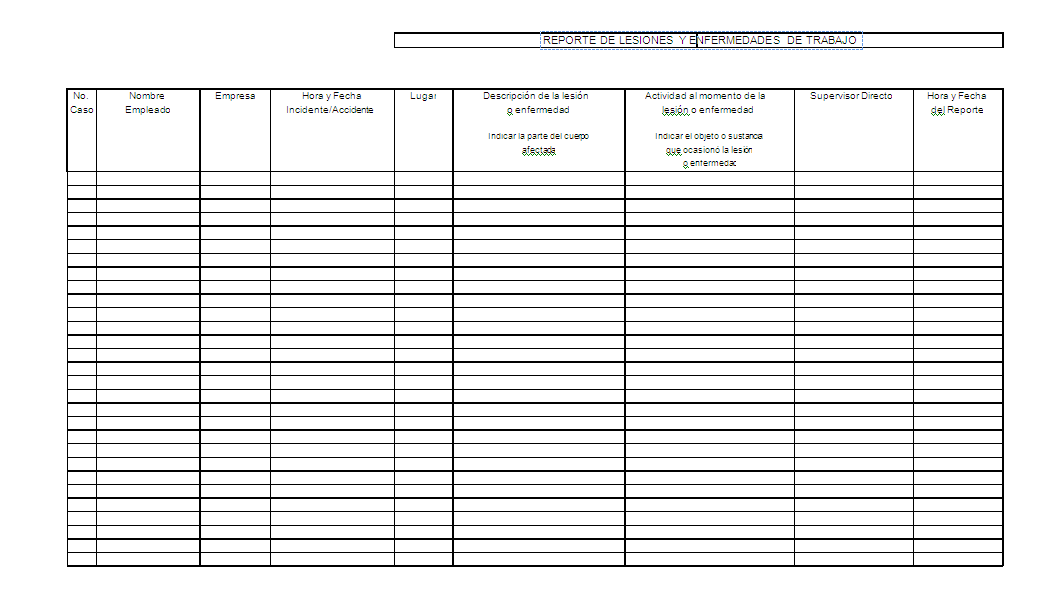 REPORTE DE LESIONES Y ENFERMEDADES DE TRABAJO
No. Caso
Nombre Empleado
Empresa
Hora y Fecha
Incidente/Accidente
Lugar
Descripción de la lesión
o enfermedad
Indicar la parte del cuerpo
afectada
Actividad al momento de la
lesión o enfermedad
Indicar el objeto o sustancia
que ocasionó la lesión
o enfermedad
Supervisor Directo
Hora y Fecha
del Reporte